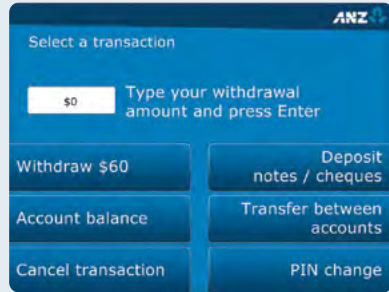 ANZ
Select a transaction
$0
Type your withdrawal
amount and press Enter
Withdraw $60
Deposit
notes / cheques
Account balance
Transfer between
accounts
Cancel transaction
PIN change